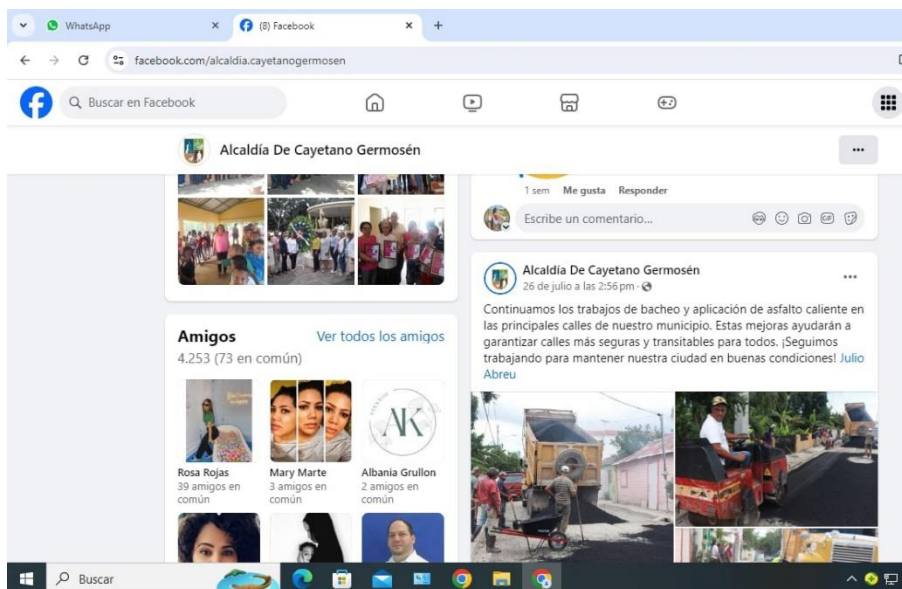 WhatsApp
(8) Facebook
facebook.com/alcaldia.cayetanogermosen
Buscar en Facebook
Alcaldía De Cayetano Germosén
1 sem Me gusta Responder
Escribe un comentario...
GIF
Amigos
Ver todos los amigos
4.253 (73 en común)
AK
Rosa Rojas
39 amigos en
común
Mary Marte
3 amigos en
común
Albania Grullon
2 amigos en
común
Alcaldía De Cayetano Germosén
26 de julio a las 2:56 pm ·
Continuamos los trabajos de bacheo y aplicación de asfalto caliente en
las principales calles de nuestro municipio. Estas mejoras ayudarán a
garantizar calles más seguras y transitables para todos. ¡Seguimos
trabajando para mantener nuestra ciudad en buenas condiciones! Julio
Abreu
Buscar